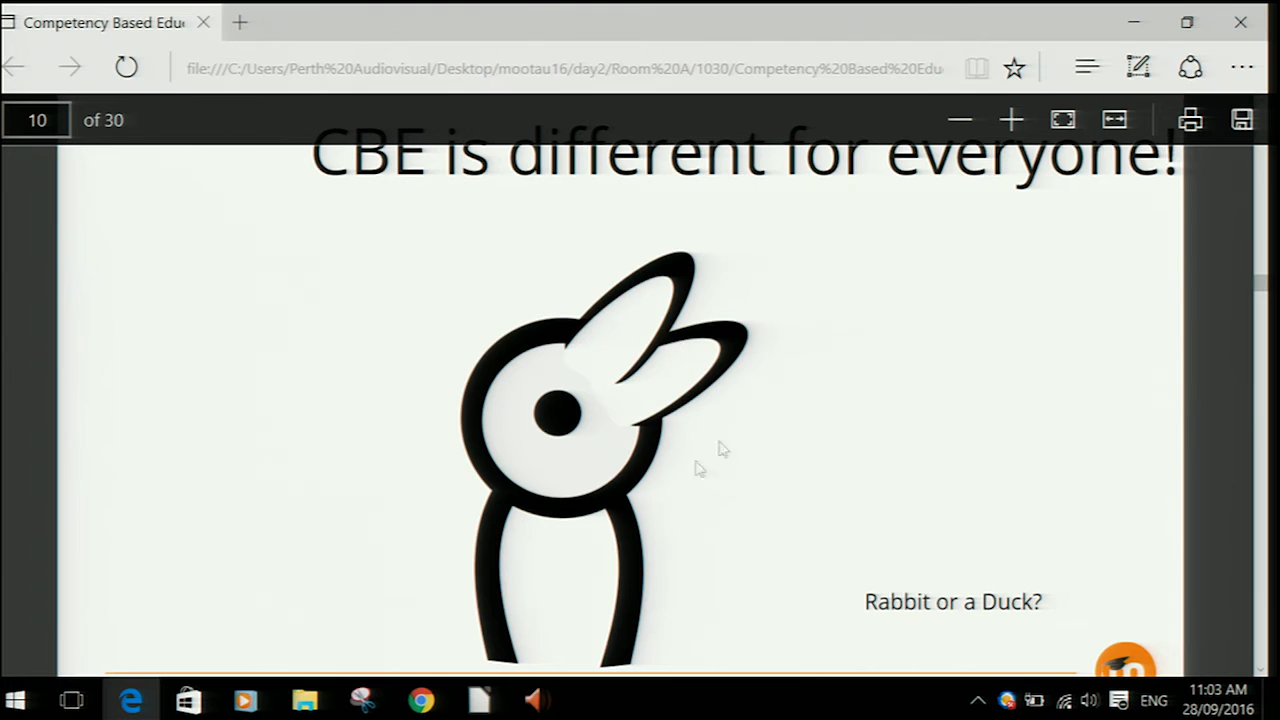 Competency Based Edu
file:///C:/Users/Perth%20Audiovisual/Desktop/mootau16/day2/Room%20A/1030/Competency%20Based%20Edu
10 of 30
CBE is different for everyone!
Rabbit or a Duck?
ENG
11:03 AM
28/09/2016